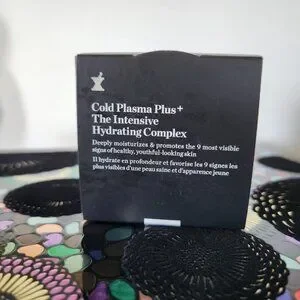 Cold Plasma Plus+
The Intensive
Hydrating Complex
Deeply moisturizes & promotes the 9 most visible
signs of healthy, youthful-looking skin
Il hydrate en profondeur et favorise les 9 signes les
plus visibles d'une peau saine et d'apparence jeune